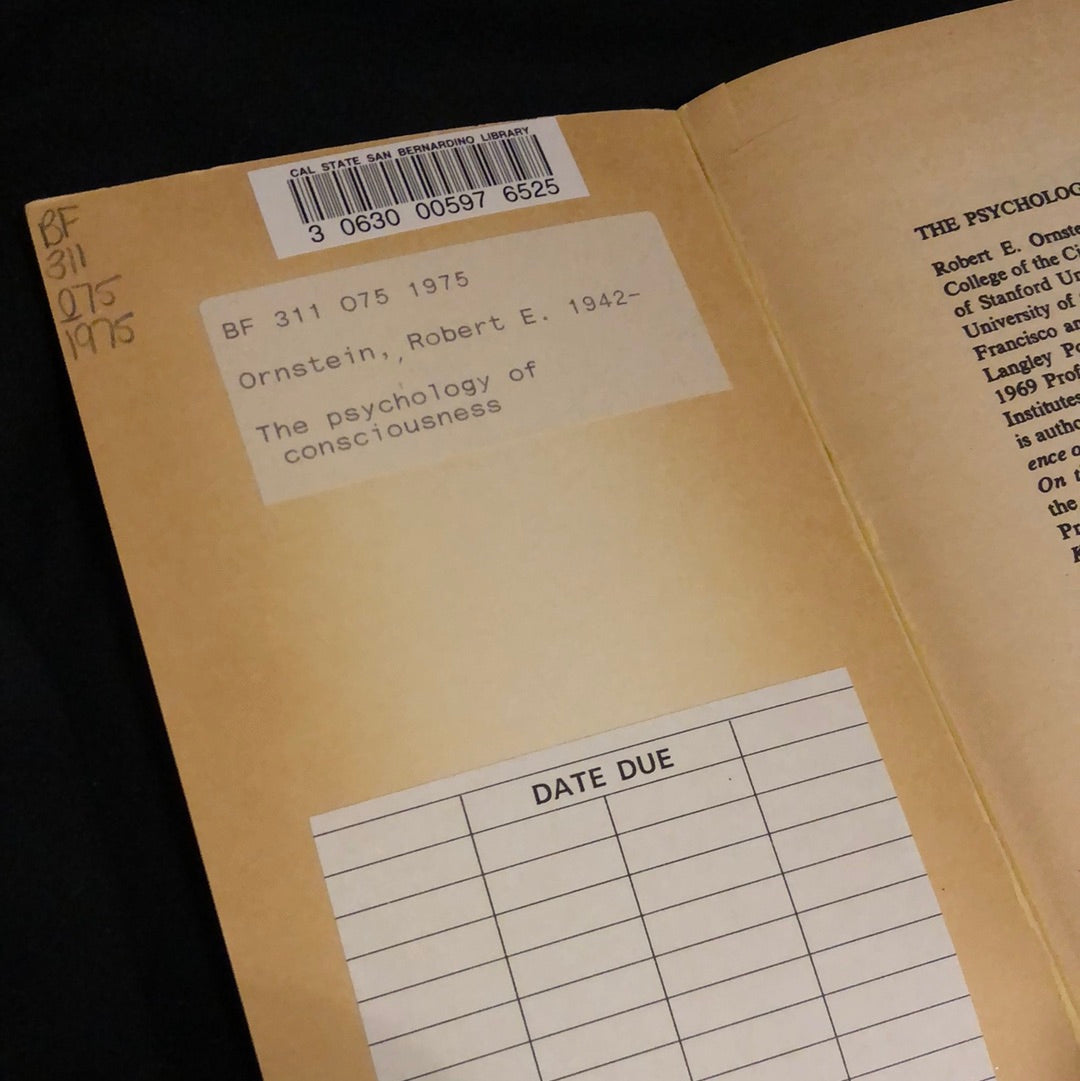 BF
311
O75
1975
CAL STATE SAN BERNARDINO LIBRARY
3 0630 00597 6525
BF 311 O75 1975
Ornstein, Robert E. 1942-
The psychology of
consciousness
DATE DUE
THE PSYCHOLOG
Robert E. Ornste
College of the Ci
of Stanford Un
University of
Francisco an
Langley Po
1969 Prof
Institutes
is autho
ence o
On t
the
Pr